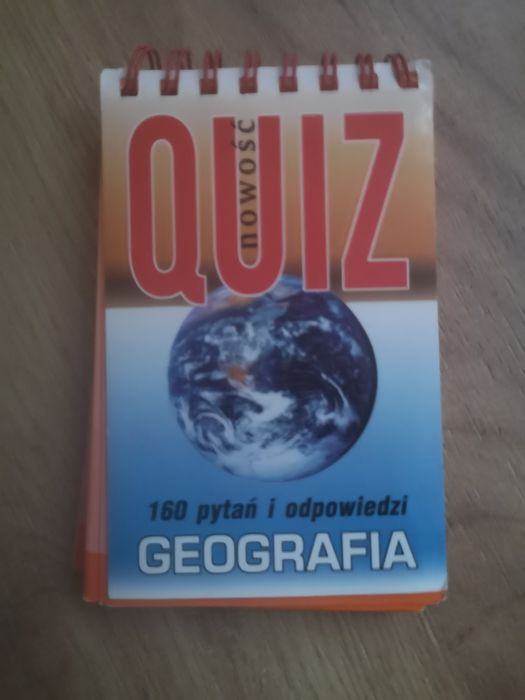 QUIZ
nowość
160 pytań i odpowiedzi
GEOGRAFIA